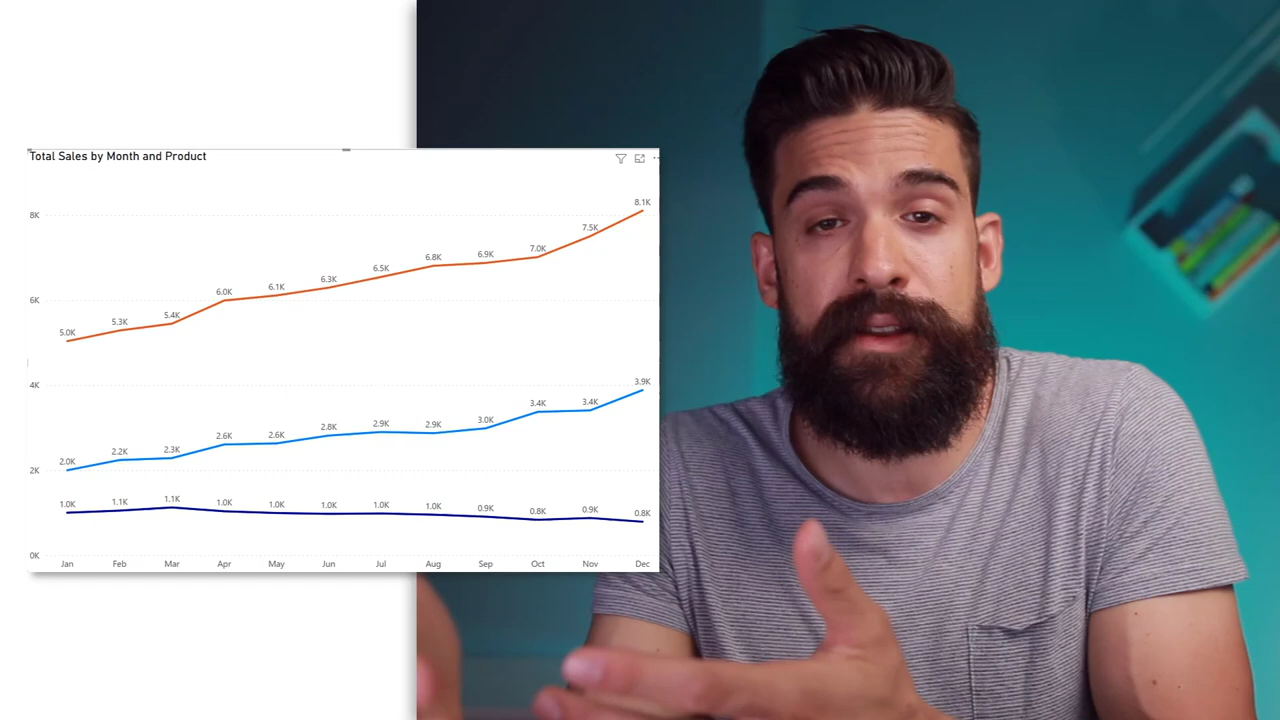 Total Sales by Month and Product
8.1K
8K
7.5K
7.0K
6.9K
6.8K
6.5K
6.3K
6.1K
6.0K
6K
5.4K
5.3K
5.0K
4K
3.9K
3.4K
3.4K
3.0K
2.9K
2.9K
2.8K
2.6K
2.6K
2.3K
2.2K
2.0K
2K
1.0K 1.1K 1.1K 1.0K 1.0K 1.0K 1.0K 1.0K 0.9K 0.8K 0.9K 0.8K
0K
Jan Feb Mar Apr May Jun Jul Aug Sep Oct Nov Dec